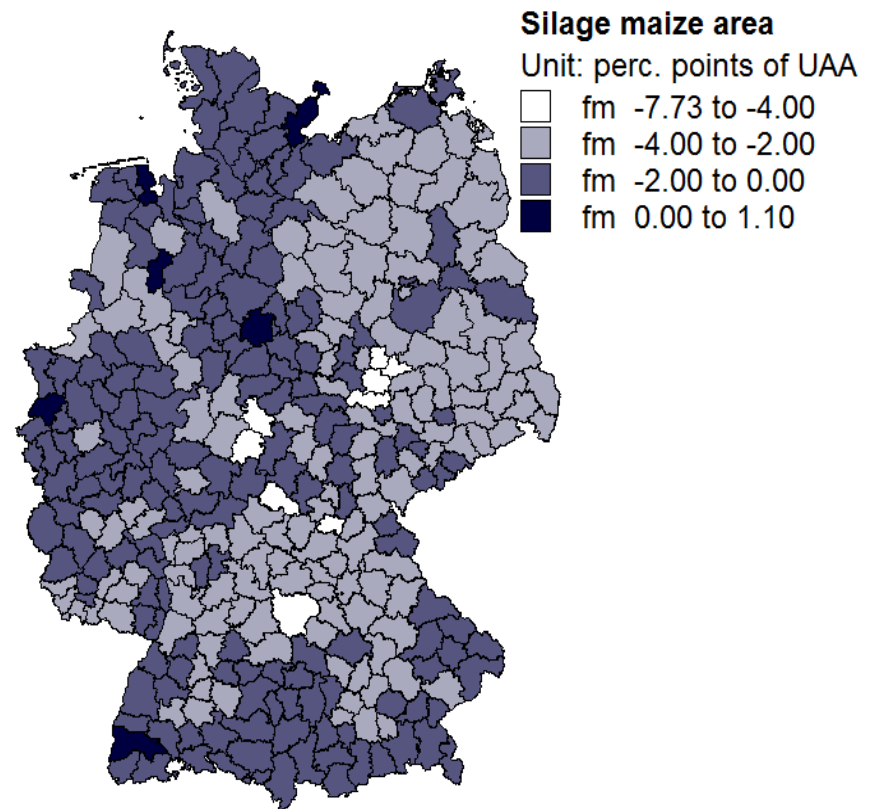 Silage maize area
Unit: perc. points of UAA
fm -7.73 to -4.00
fm -4.00 to -2.00
fm -2.00 to 0.00
fm 0.00 to 1.10